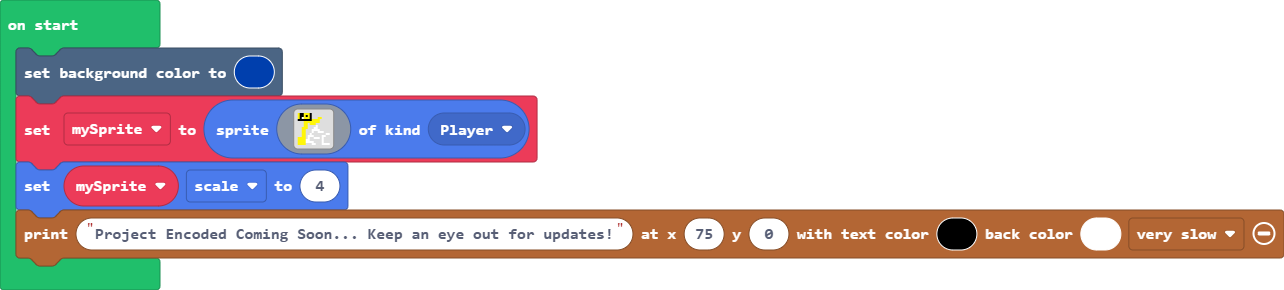 on start
set background color to
set mySprite to sprite of kind Player
set mySprite scale to 4
print "Project Encoded Coming Soon... Keep an eye out for updates!" at x 75 y 0 with text color back color very slow